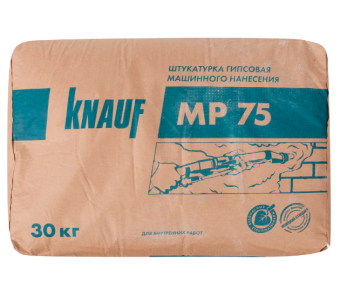 ШТУКАТУРКА ГИПСОВАЯ
МАШИННОГО НАНЕСЕНИЯ
KNAUF
MP 75
30 КГ
ДЛЯ ВНУТРЕННИХ РАБОТ